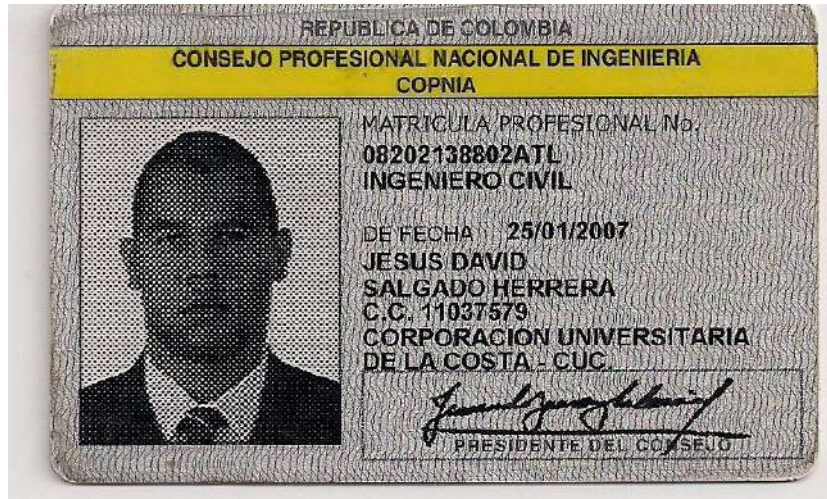 REPUBLICA DE COLOMBIA
CONSEJO PROFESIONAL NACIONAL DE INGENIERIA
COPNIA
MATRICULA PROFESIONAL No.
08202138802ATL
INGENIERO CIVIL
DE FECHA 25/01/2007
JESUS DAVID
SALGADO HERRERA
C.C. 11037579
CORPORACION UNIVERSITARIA
DE LA COSTA - CUC
PRESIDENTE DEL CONSEJO